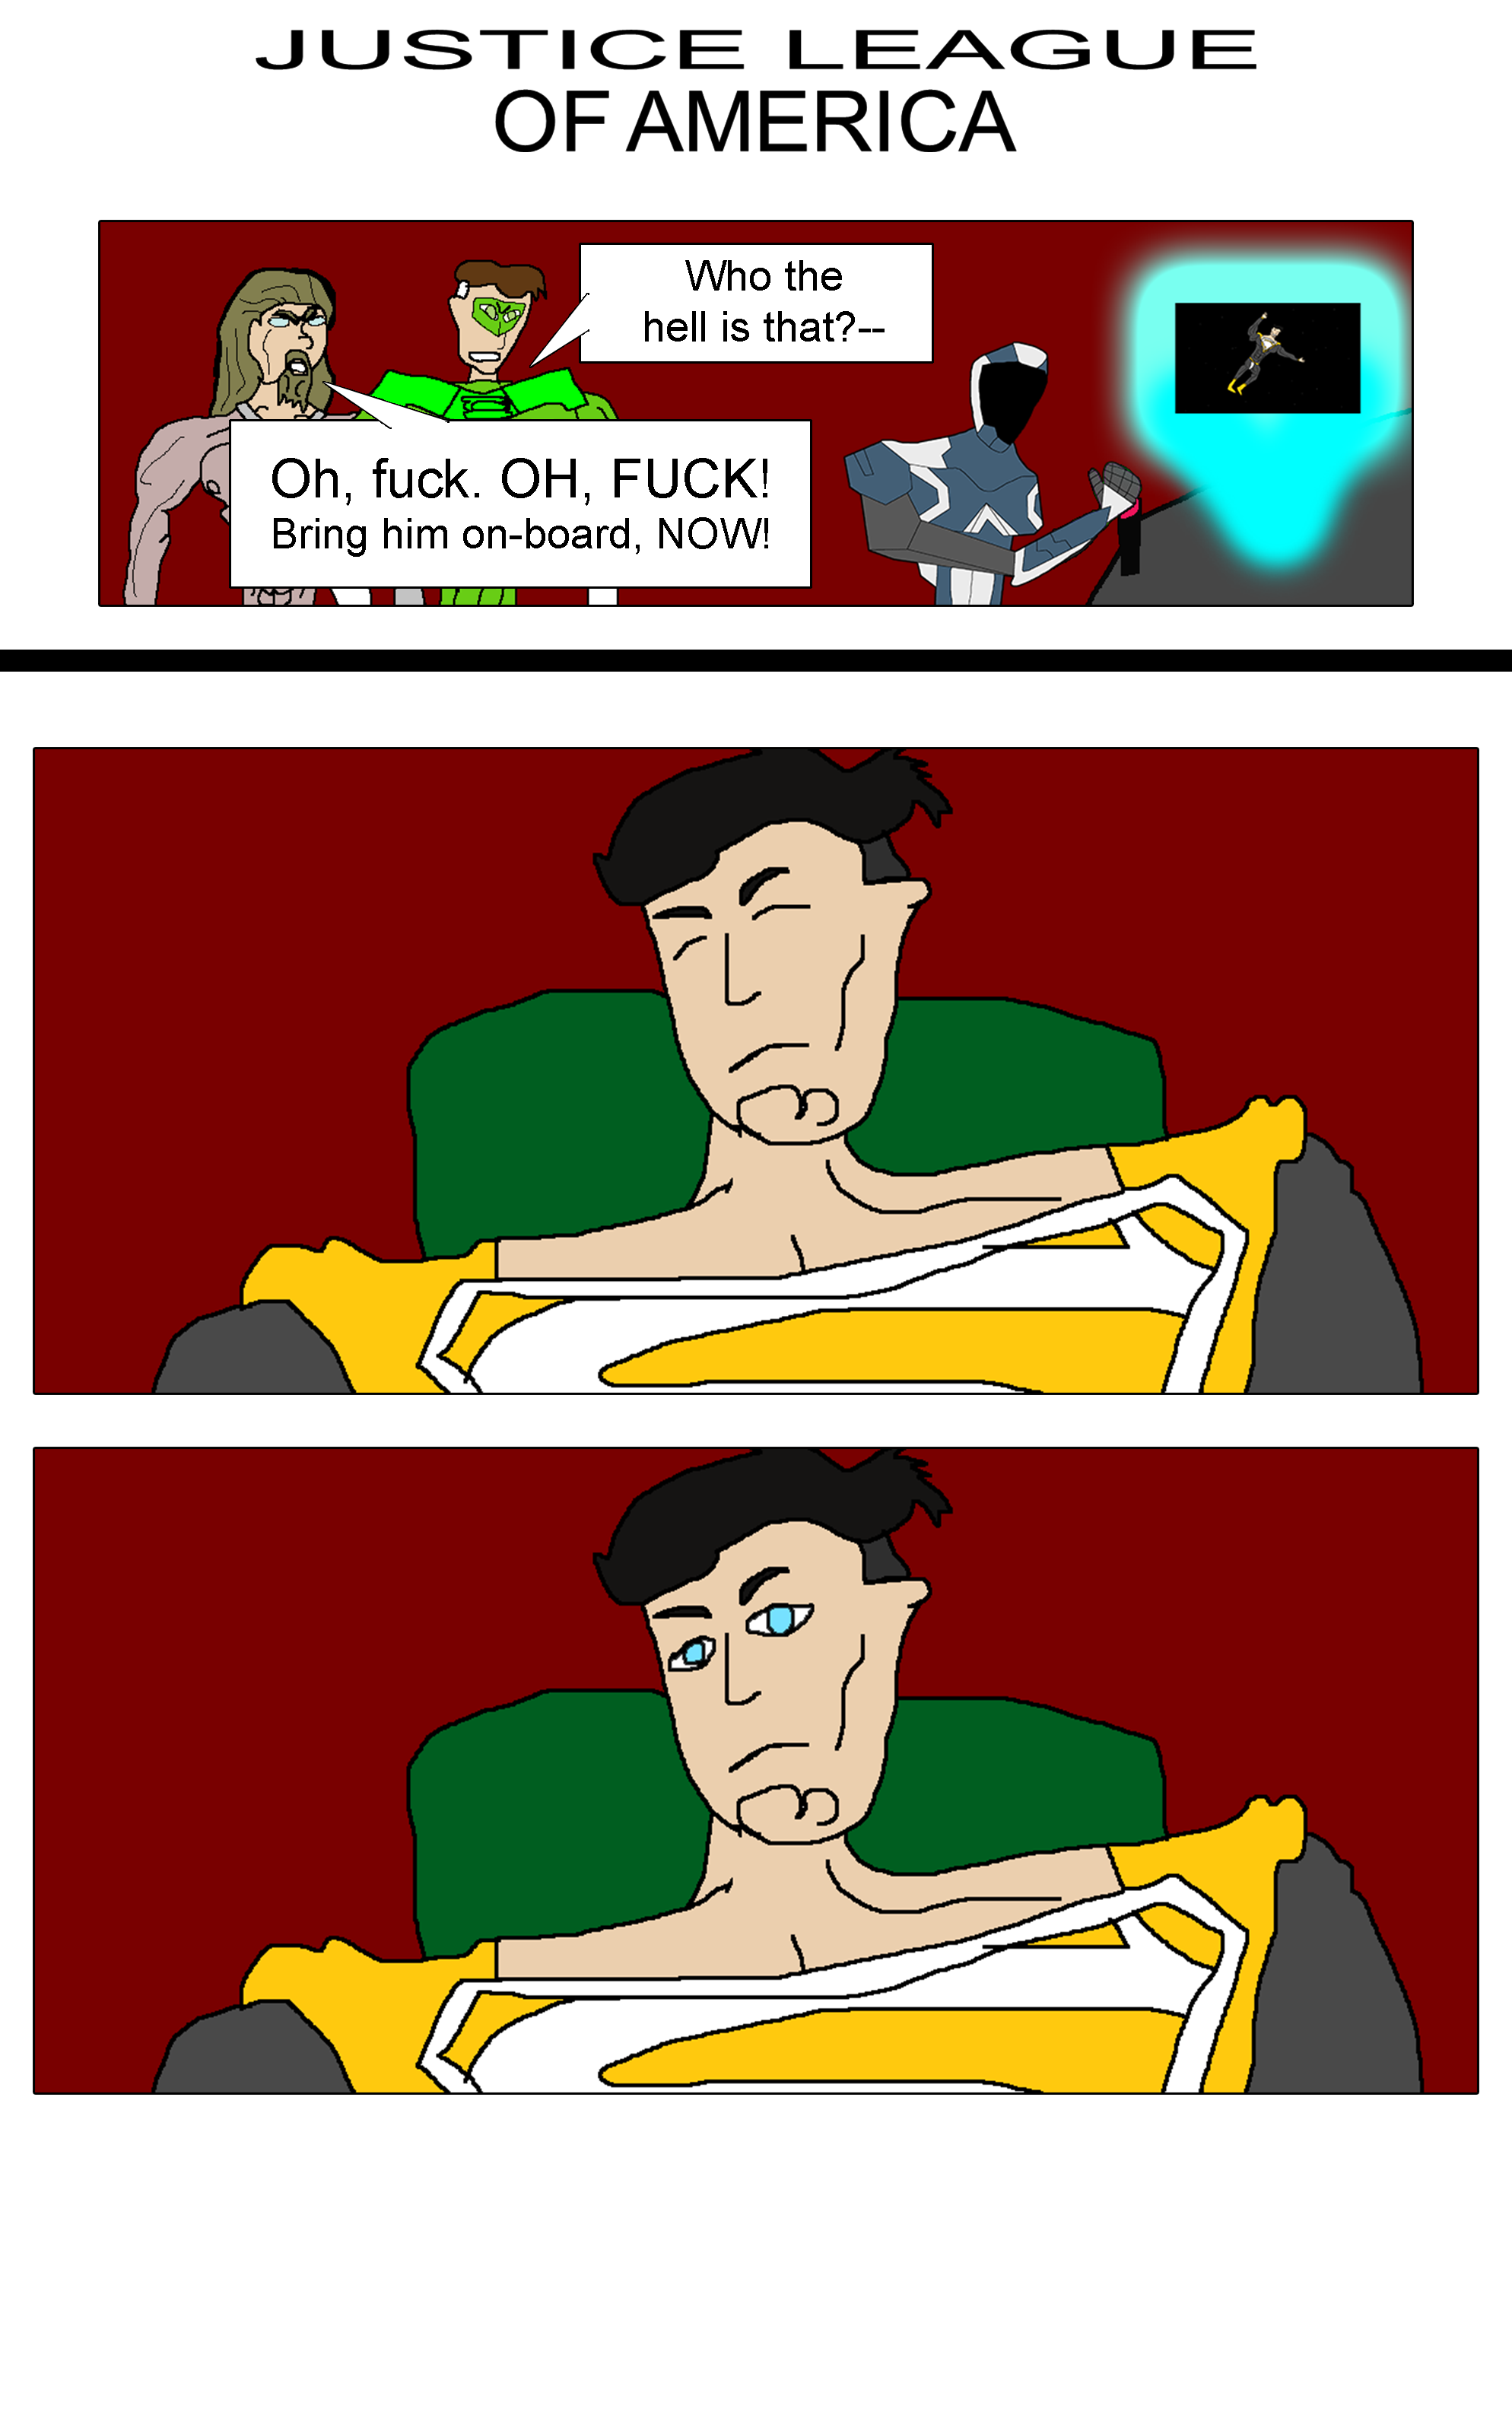 JUSTICE LEAGUE
OF AMERICA
Who the
hell is that?--
Oh, fuck. OH, FUCK!
Bring him on-board, NOW!